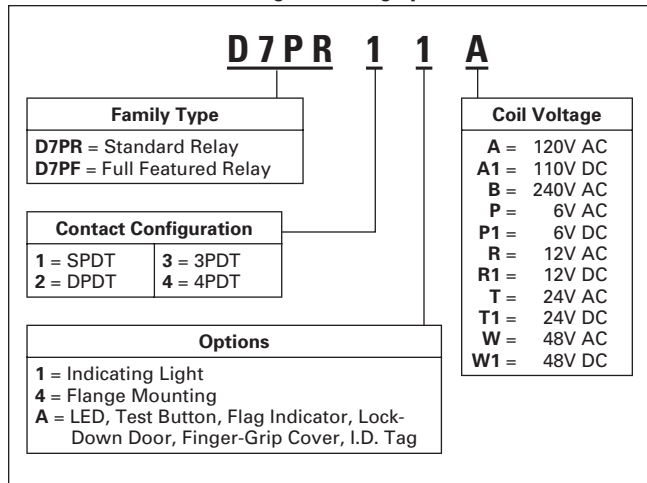 D7PR 1 1 A
Family Type
D7PR = Standard Relay
D7PF = Full Featured Relay
Contact Configuration
1 = SPDT 3 = 3PDT
2 = DPDT 4 = 4PDT
Options
1 = Indicating Light
4 = Flange Mounting
A = LED, Test Button, Flag Indicator, Lock-
Down Door, Finger-Grip Cover, I.D. Tag
Coil Voltage
A = 120V AC
A1 = 110V DC
B = 240V AC
P = 6V AC
P1 = 6V DC
R = 12V AC
R1 = 12V DC
T = 24V AC
T1 = 24V DC
W = 48V AC
W1 = 48V DC